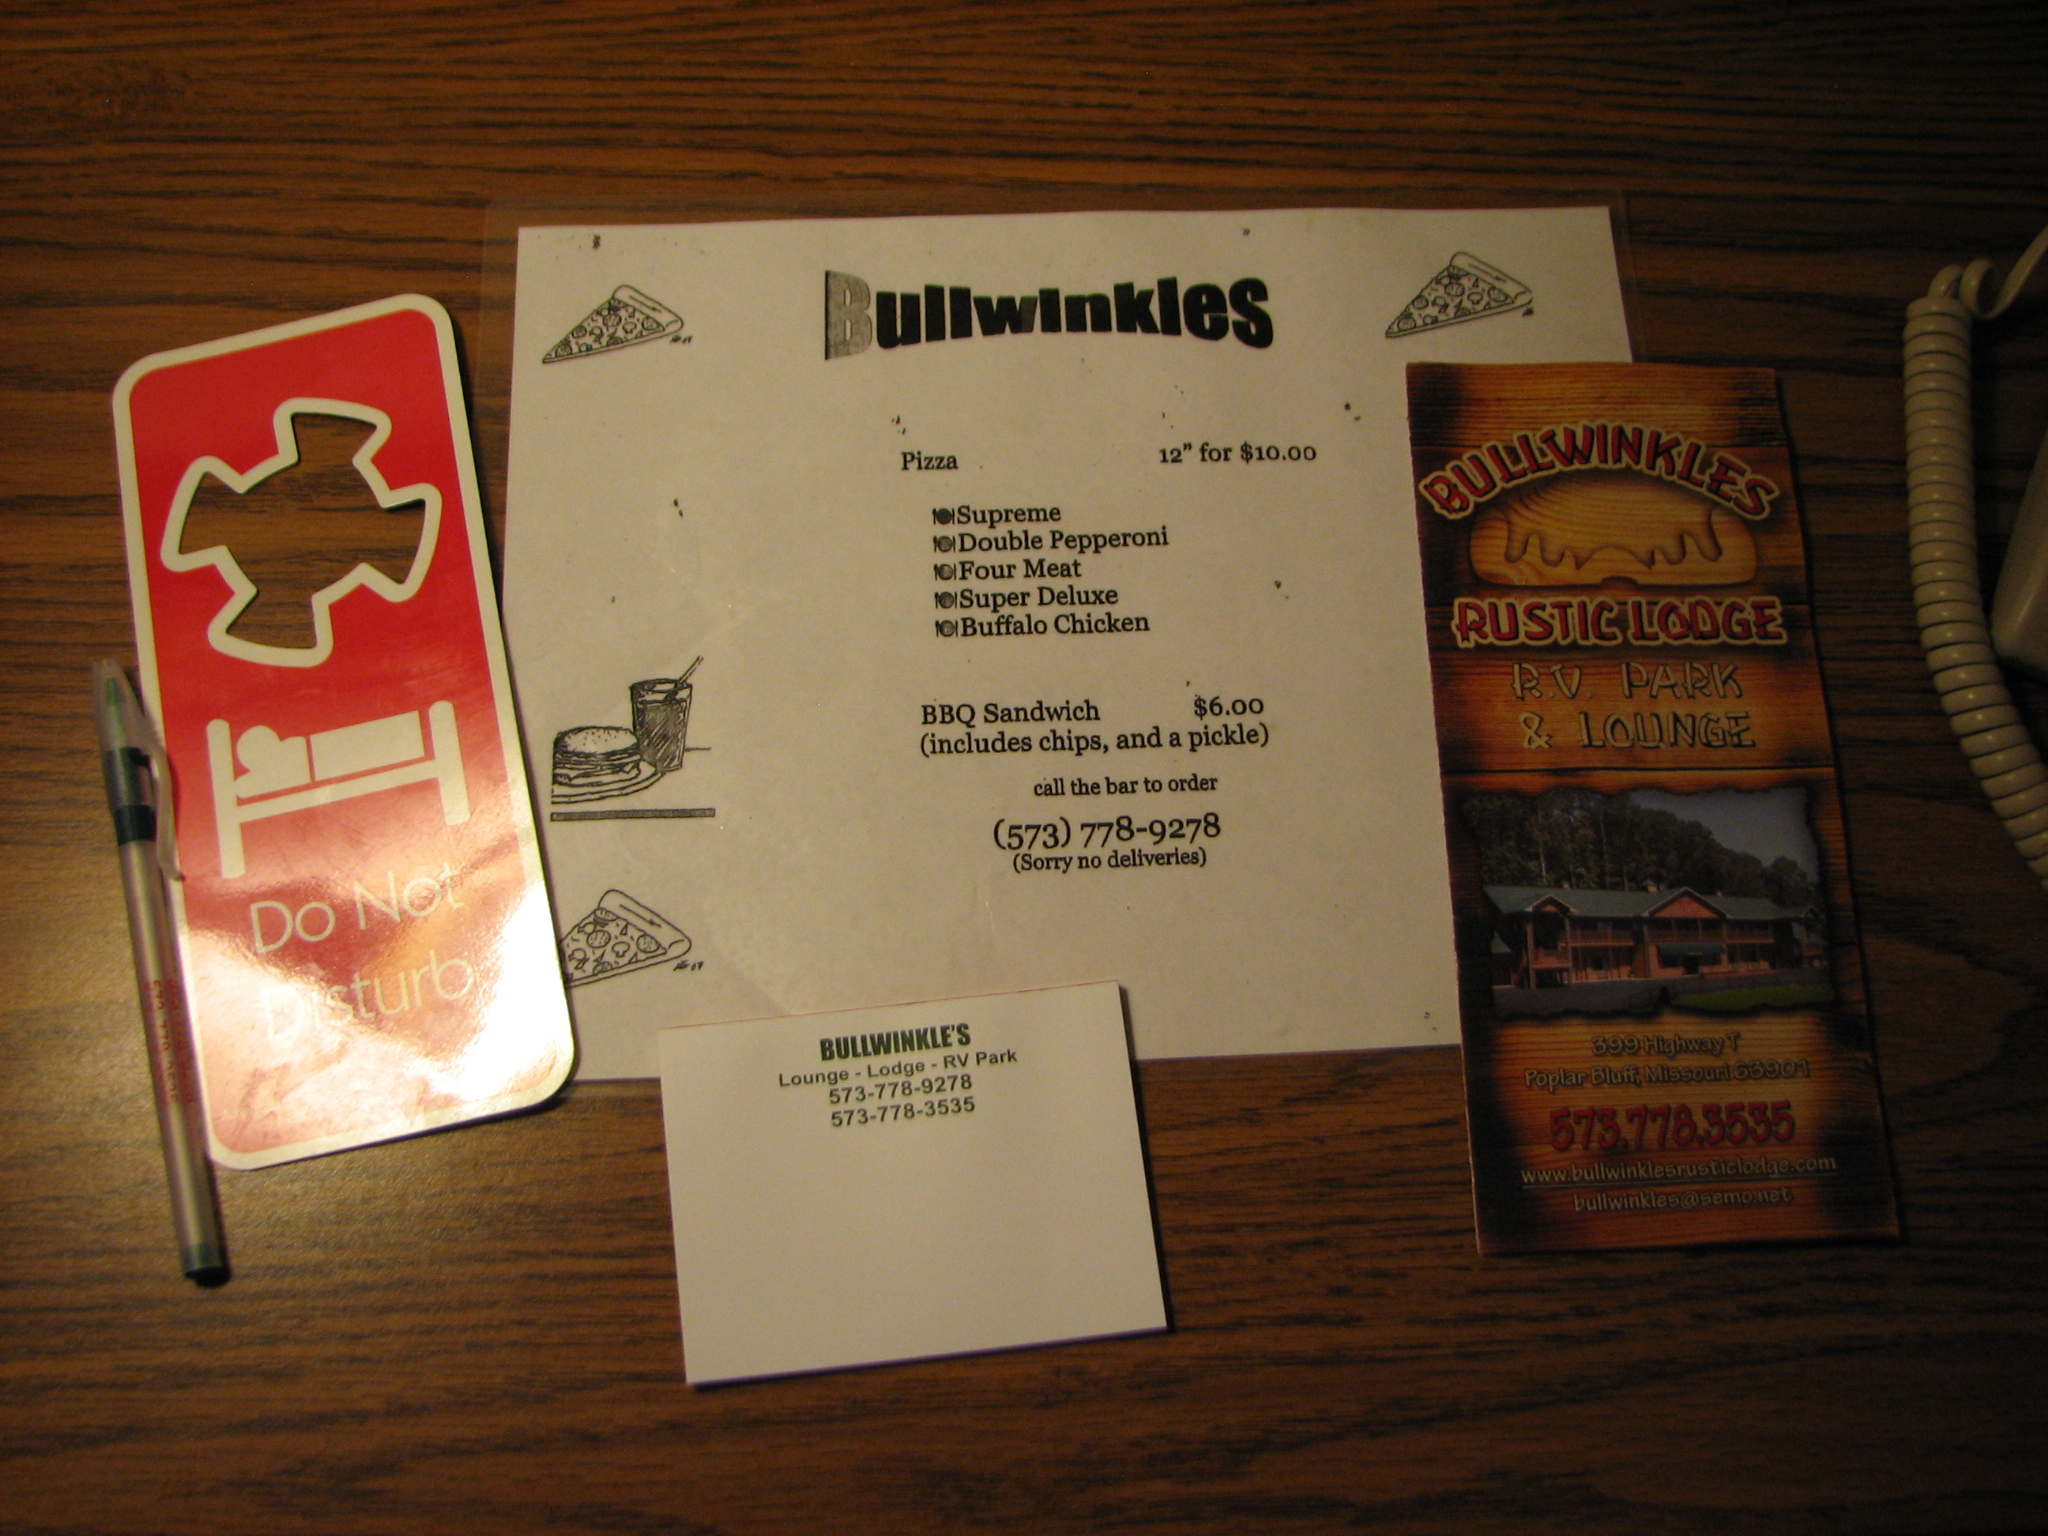 Bullwinkles
Pizza 12" for $10.00
Supreme
Double Pepperoni
Four Meat
Super Deluxe
Buffalo Chicken
BBQ Sandwich $6.00
(includes chips, and a pickle)
call the bar to order
(573) 778-9278
(Sorry no deliveries)
Do Not
Disturb
BULLWINKLE'S
Lounge - Lodge - RV Park
573-778-9278
573-778-3535
BULLWINKLES
RUSTIC LODGE
R.V. PARK
& LOUNGE
399 Highway T
Poplar Bluff, Missouri 63901
573.778.3535
www.bullwinklesrusticlodge.com
bullwinkles@semo.net